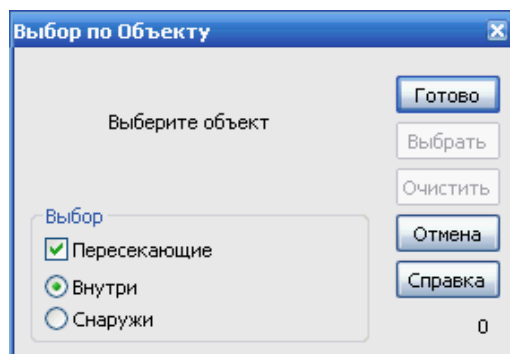 Выбор по Объекту
Выберите объект
Готово
Выбрать
Очистить
Отмена
Справка
0
Выбор
Пересекающие
Внутри
Снаружи